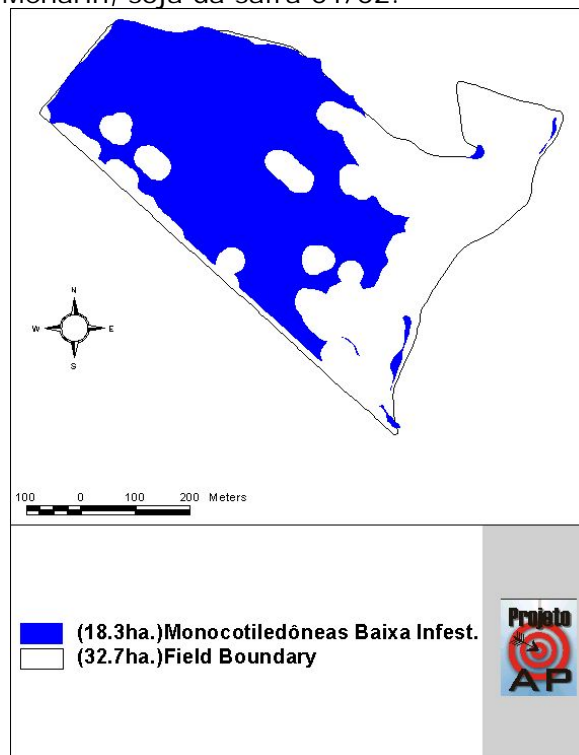 Menarin, soja da safra 01/02.
N
W E
S
100 0 100 200 Meters
(18.3ha.)Monocotiledôneas Baixa Infest.
(32.7ha.)Field Boundary
Projeto
AP